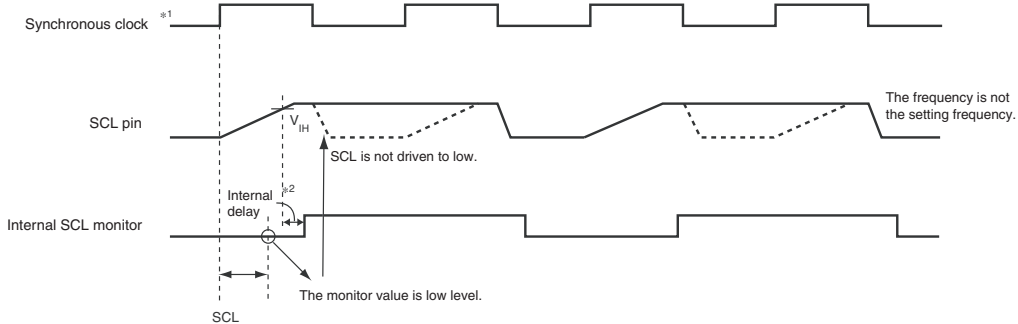 Synchronous clock *1
SCL pin
VIH
The frequency is not
the setting frequency.
SCL is not driven to low.
Internal *2
delay
Internal SCL monitor
The monitor value is low level.
SCL